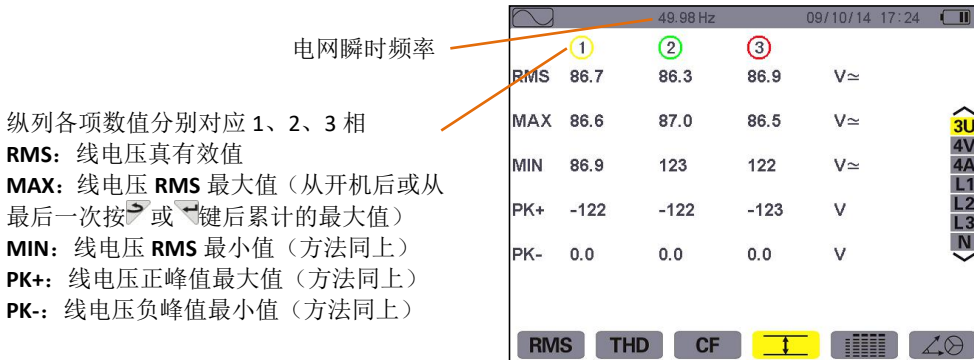 49.98 Hz 09/10/14 17:24
电网瞬时频率
1 2 3
RMS 86.7 86.3 86.9 V≃
纵列各项数值分别对应 1、2、3 相
MAX 86.6 87.0 86.5 V≃
RMS：线电压真有效值
MAX：线电压 RMS 最大值（从开机后或从
最后一次按 或 键后累计的最大值）
MIN 86.9 123 122 V≃
MIN：线电压 RMS 最小值（方法同上）
PK+ -122 -122 -123 V
PK+：线电压正峰值最大值（方法同上）
PK- 0.0 0.0 0.0 V
PK-：线电压负峰值最小值（方法同上）
3U
4V
4A
L1
L2
L3
N
RMS THD CF